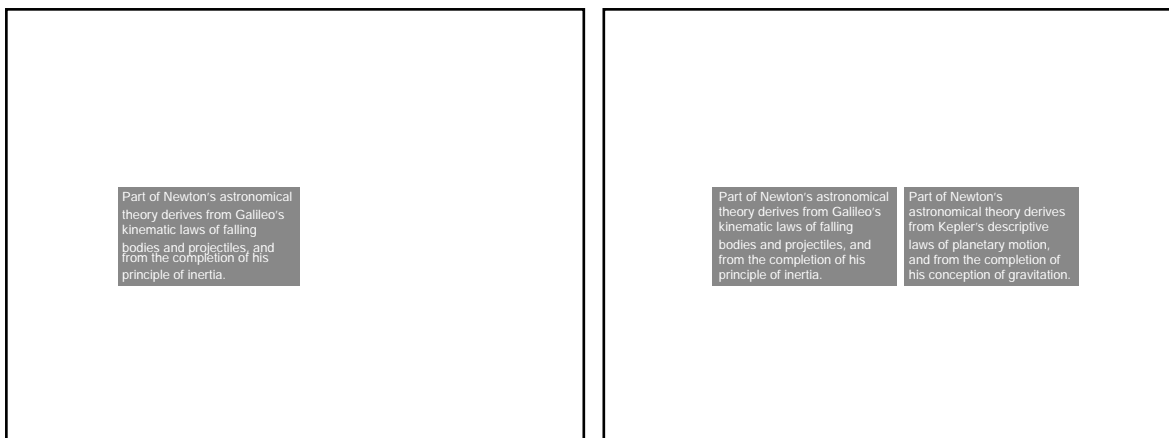 Part of Newton's astronomical
theory derives from Galileo's
kinematic laws of falling
bodies and projectiles, and
from the completion of his
principle of inertia.
Part of Newton's astronomical
theory derives from Galileo's
kinematic laws of falling
bodies and projectiles, and
from the completion of his
principle of inertia.
Part of Newton's
astronomical theory derives
from Kepler's descriptive
laws of planetary motion,
and from the completion of
his conception of gravitation.